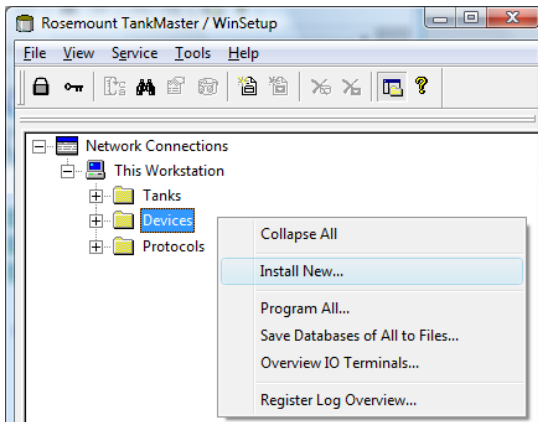 Rosemount TankMaster / WinSetup
File View Service Tools Help
Network Connections
This Workstation
Tanks
Devices
Protocols
Collapse All
Install New...
Program All...
Save Databases of All to Files...
Overview IO Terminals...
Register Log Overview...